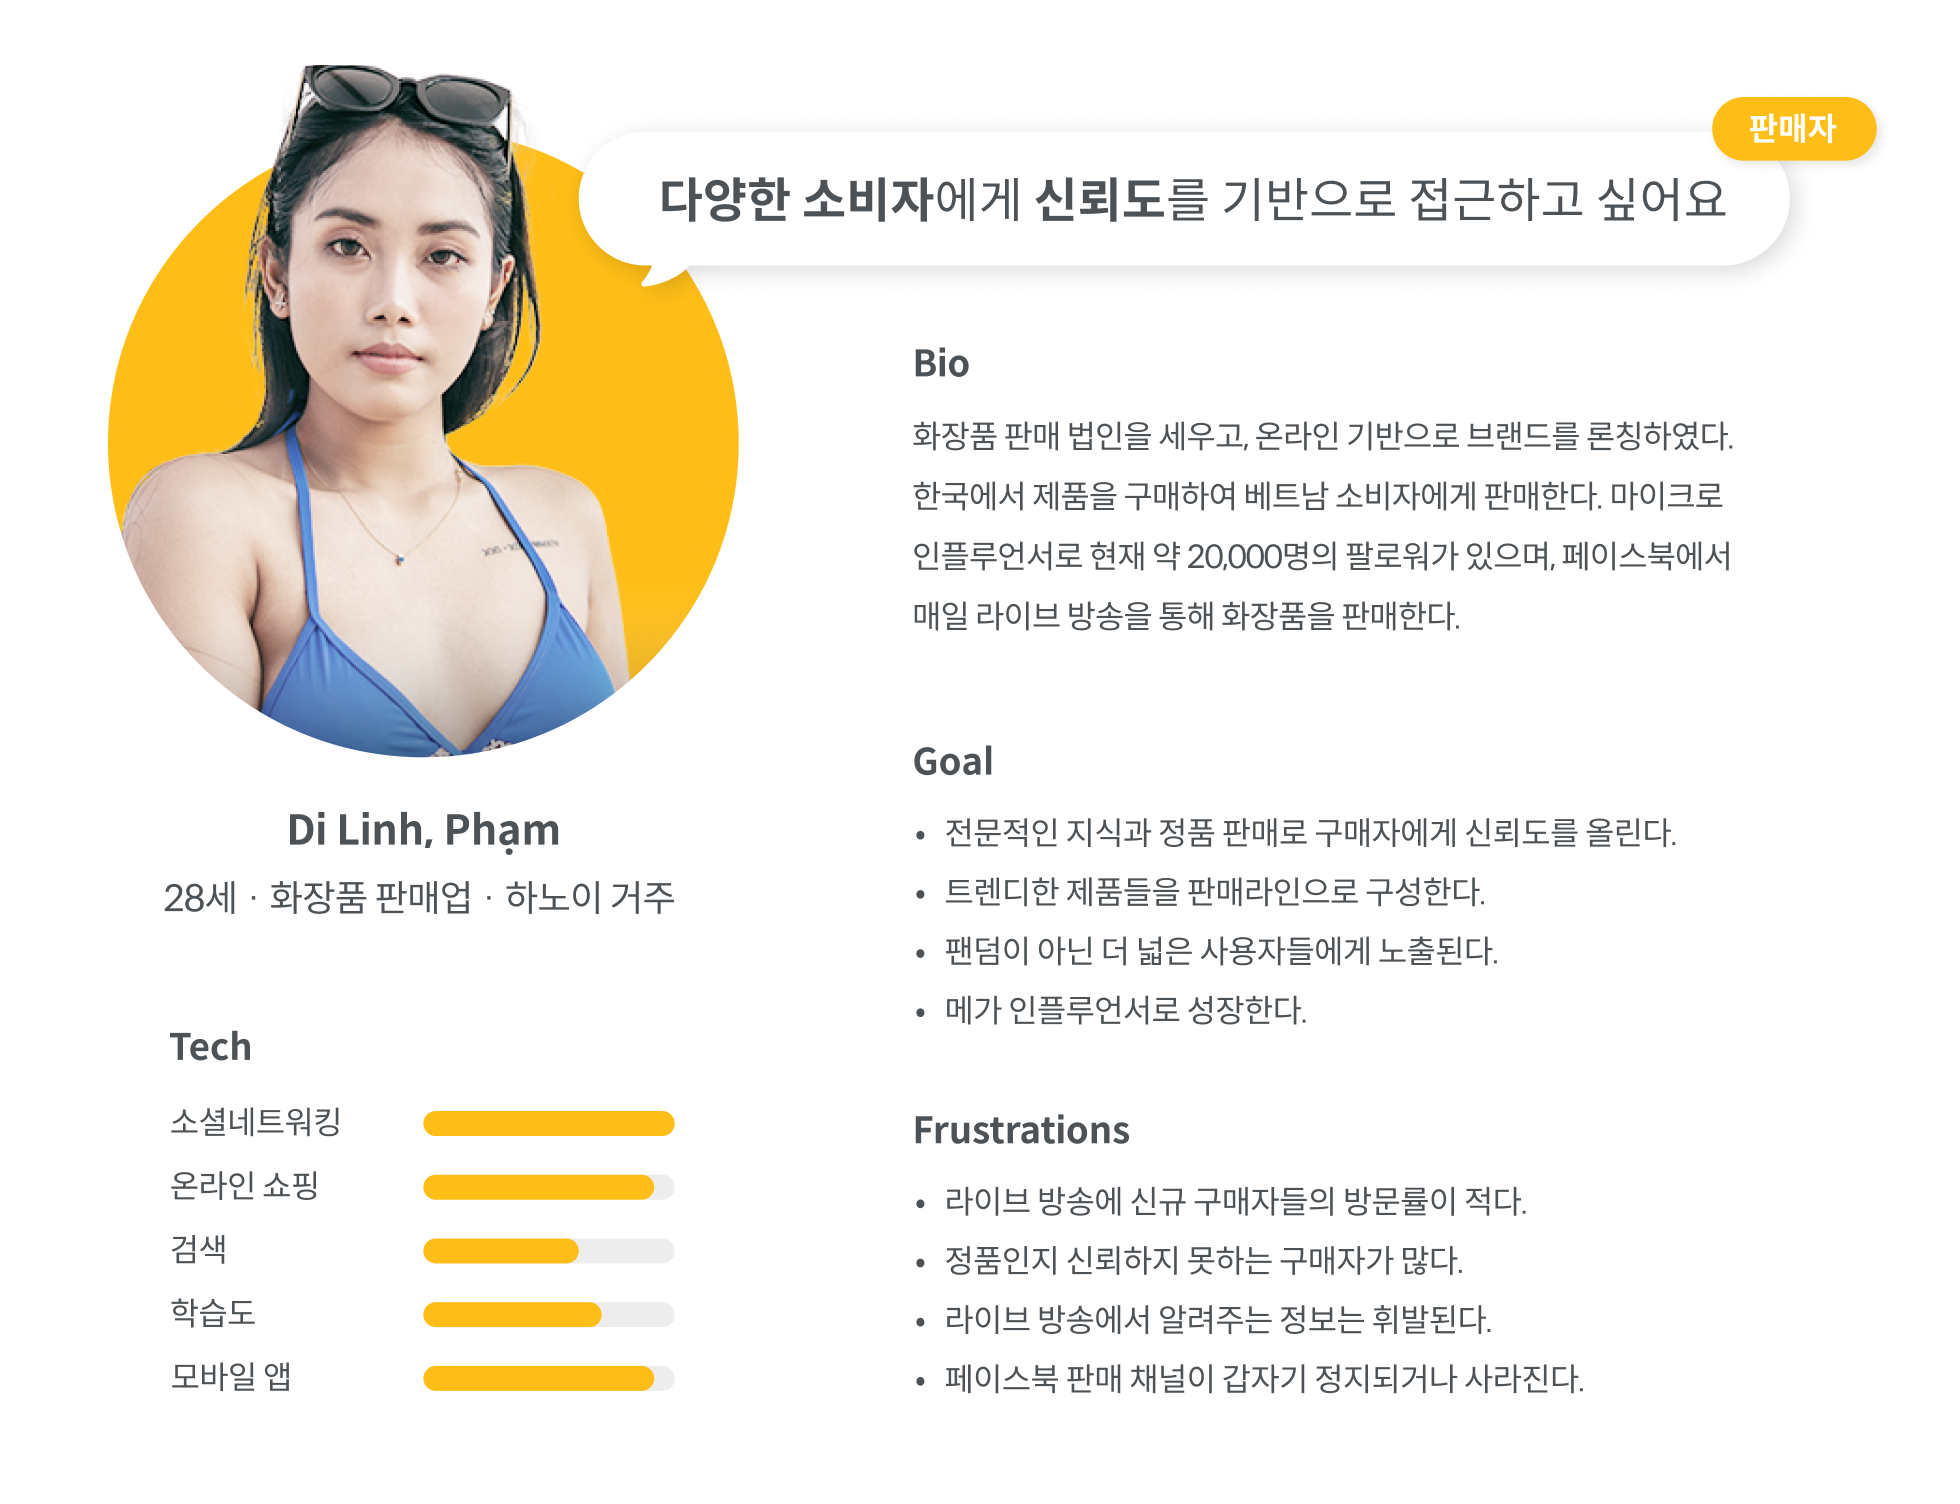 판매자
다양한 소비자에게 신뢰도를 기반으로 접근하고 싶어요
Di Linh, Phạm
28세 · 화장품 판매업 · 하노이 거주
Tech
소셜네트워킹
온라인 쇼핑
검색
학습도
모바일 앱
Bio
화장품 판매 법인을 세우고, 온라인 기반으로 브랜드를 론칭하였다.
한국에서 제품을 구매하여 베트남 소비자에게 판매한다. 마이크로
인플루언서로 현재 약 20,000명의 팔로워가 있으며, 페이스북에서
매일 라이브 방송을 통해 화장품을 판매한다.
Goal
• 전문적인 지식과 정품 판매로 구매자에게 신뢰도를 올린다.
• 트렌디한 제품들을 판매라인으로 구성한다.
• 팬덤이 아닌 더 넓은 사용자들에게 노출된다.
• 메가 인플루언서로 성장한다.
Frustrations
• 라이브 방송에 신규 구매자들의 방문률이 적다.
• 정품인지 신뢰하지 못하는 구매자가 많다.
• 라이브 방송에서 알려주는 정보는 휘발된다.
• 페이스북 판매 채널이 갑자기 정지되거나 사라진다.